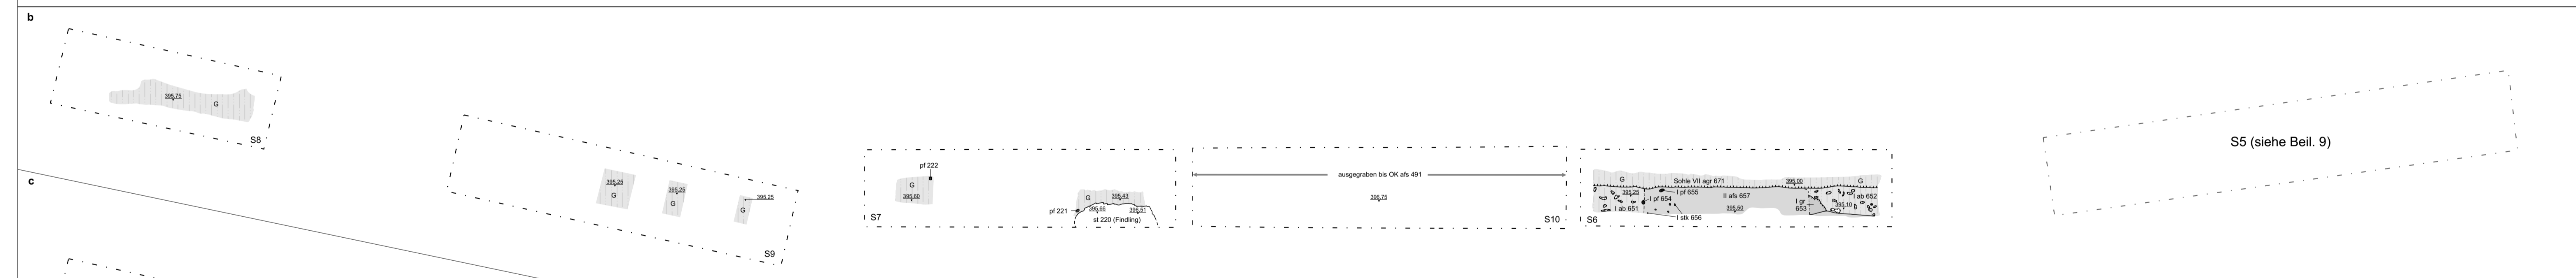 b
395.75
G
S8
c
395.25
G
395.25
G
395.25
G
S9
pf 222
G
395.60
S7
pf 221
G
395.43
395.66
395.51
st 220 (Findling)
ausgegraben bis OK afs 491
396.75
S10
G
Sohle VII agr 671
395.00
G
395.25
I pf 655
I pf 654
II afs 657
I gr
653
I ab 652
395.10
I ab 651
395.50
I stk 656
S6
S5 (siehe Beil. 9)